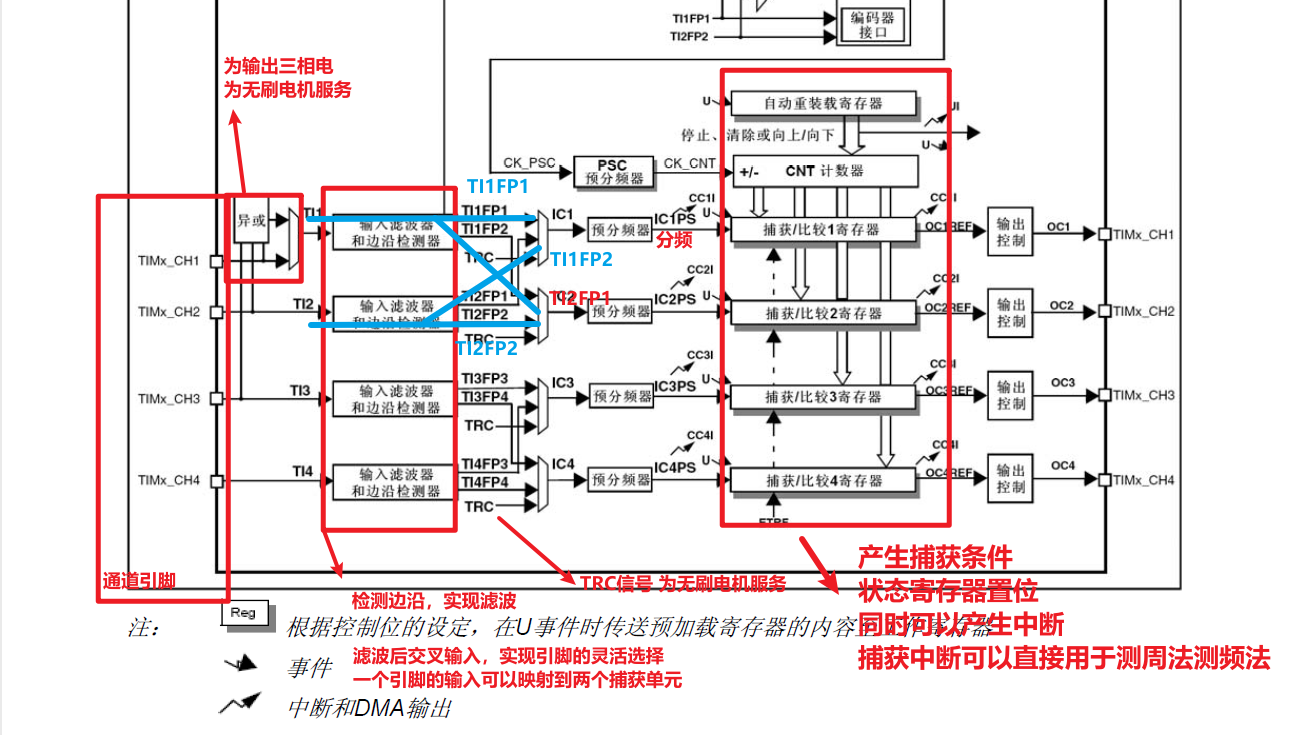 TI1FP1
TI2FP2
编码器
接口
为输出三相电
为无刷电机服务
U
自动重装载寄存器
UI
停止、清除或向上/向下
U
CK_PSC
PSC
预分频器
CK_CNT
+/-
CNT 计数器
TI1FP1
异或
TI1
输入滤波器
和边沿检测器
TI1FP1
TI1FP2
TRC
IC1
预分频器
CC1I
U
IC1PS
分频
捕获/比较1寄存器
CC1I
OC1REF
输出
控制
OC1
TIMx_CH1
TIMx_CH1
TI1FP2
TIMx_CH2
TI2
输入滤波器
和边沿检测器
TI2FP1
TI2FP2
TRC
IC2
TI2FP1
TI2FP2
预分频器
CC2I
U
IC2PS
捕获/比较2寄存器
CC2I
OC2REF
输出
控制
OC2
TIMx_CH2
TIMx_CH3
TI3
输入滤波器
和边沿检测器
TI3FP3
TI3FP4
TRC
IC3
预分频器
CC3I
U
IC3PS
捕获/比较3寄存器
CC3I
OC3REF
输出
控制
OC3
TIMx_CH3
TIMx_CH4
TI4
输入滤波器
和边沿检测器
TI4FP3
TI4FP4
TRC
IC4
预分频器
CC4I
U
IC4PS
捕获/比较4寄存器
CC4I
OC4REF
输出
控制
OC4
TIMx_CH4
ETRF
通道引脚
检测边沿，实现滤波
TRC信号 为无刷电机服务
产生捕获条件
状态寄存器置位
同时可以产生中断
捕获中断可以直接用于测周法测频法
注：
Reg
根据控制位的设定，在U事件时传送预加载寄存器的内容至工作寄存器
事件
滤波后交叉输入，实现引脚的灵活选择
一个引脚的输入可以映射到两个捕获单元
中断和DMA输出